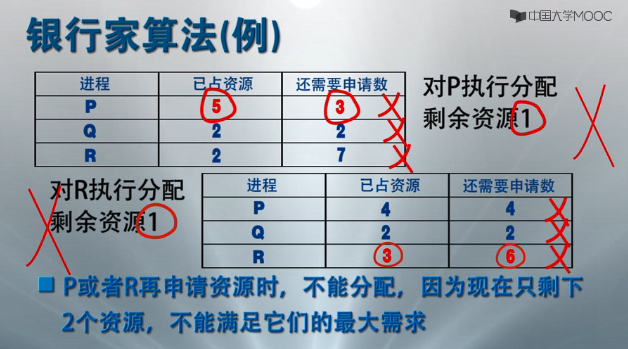 中国大学MOOC
银行家算法(例)
进程 已占资源 还需要申请数
P 5 3
Q 2 2
R 2 7
对P执行分配
剩余资源1
对R执行分配
剩余资源1
进程 已占资源 还需要申请数
P 4 4
Q 2 2
R 3 6
P或者R再申请资源时，不能分配，因为现在只剩下
2个资源，不能满足它们的最大需求